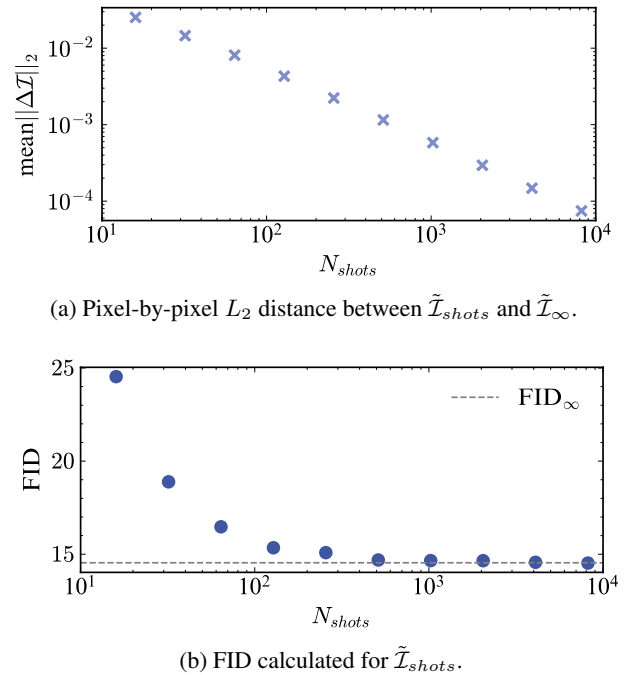 10⁻²
10⁻³
10⁻⁴
mean||Δ𝓘||₂
10¹ 10² 10³ 10⁴
N_shots
(a) Pixel-by-pixel L₂ distance between 𝓘̃_shots and 𝓘̃_∞.
25
20
15
FID
FID_∞
10¹ 10² 10³ 10⁴
N_shots
(b) FID calculated for 𝓘̃_shots.